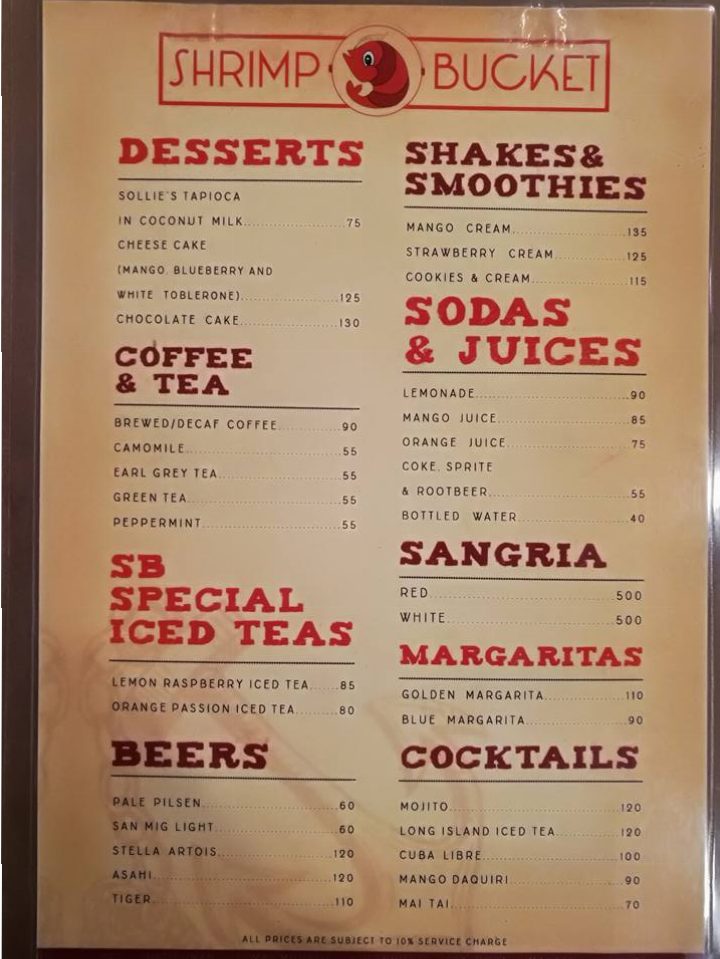 SHRIMP BUCKET
DESSERTS
SOLLIE'S TAPIOCA
IN COCONUT MILK....................75
CHEESE CAKE
(MANGO, BLUEBERRY AND
WHITE TOBLERONE)....................125
CHOCOLATE CAKE....................130
COFFEE
& TEA
BREWED/DECAF COFFEE............90
CAMOMILE....................55
EARL GREY TEA....................55
GREEN TEA....................55
PEPPERMINT....................55
SB
SPECIAL
ICED TEAS
LEMON RASPBERRY ICED TEA......85
ORANGE PASSION ICED TEA........80
BEERS
PALE PILSEN....................60
SAN MIG LIGHT....................60
STELLA ARTOIS....................120
ASAHI....................120
TIGER....................110
SHAKES&
SMOOTHIES
MANGO CREAM....................135
STRAWBERRY CREAM............125
COOKIES & CREAM..................115
SODAS
& JUICES
LEMONADE....................90
MANGO JUICE....................85
ORANGE JUICE....................75
COKE, SPRITE
& ROOTBEER....................55
BOTTLED WATER....................40
SANGRIA
RED....................500
WHITE....................500
MARGARITAS
GOLDEN MARGARITA..............110
BLUE MARGARITA..................90
COCKTAILS
MOJITO....................120
LONG ISLAND ICED TEA............120
CUBA LIBRE....................100
MANGO DAQUIRI....................90
MAI TAI....................70
ALL PRICES ARE SUBJECT TO 10% SERVICE CHARGE